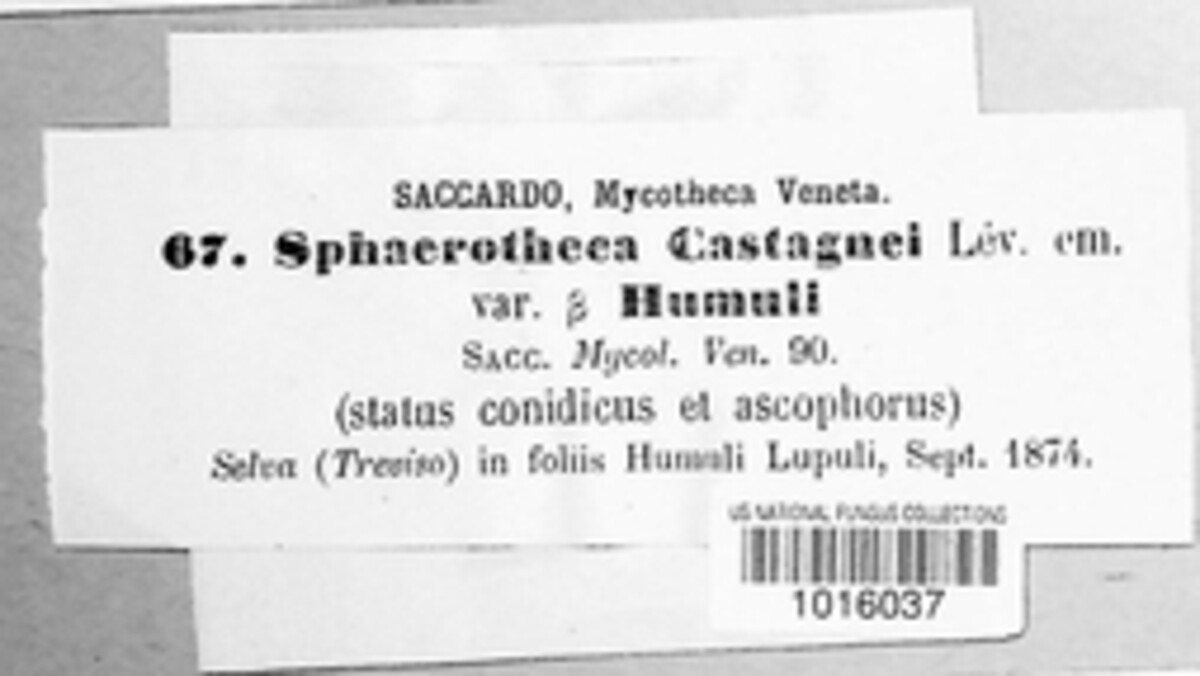 SACCARDO, Mycotheca Veneta.
67. Sphaerotheca Castagnei Lév. em.
var. β Humuli
SACC. Mycol. Ven. 90.
(status conidicus et ascophorus)
Selva (Treviso) in foliis Humuli Lupuli, Sept. 1874.
US NATIONAL FUNGUS COLLECTIONS
1016037